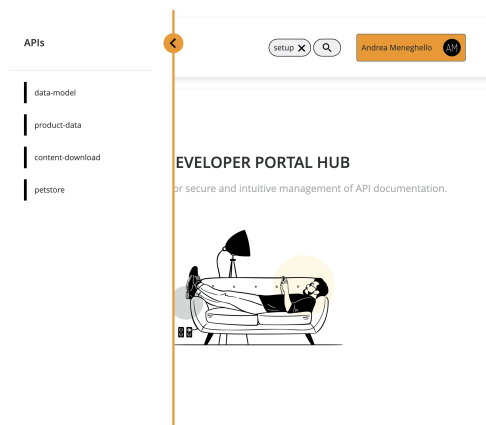 APIs
setup
Andrea Meneghello
AM
data-model
product-data
content-download
petstore
EVELOPER PORTAL HUB
or secure and intuitive management of API documentation.